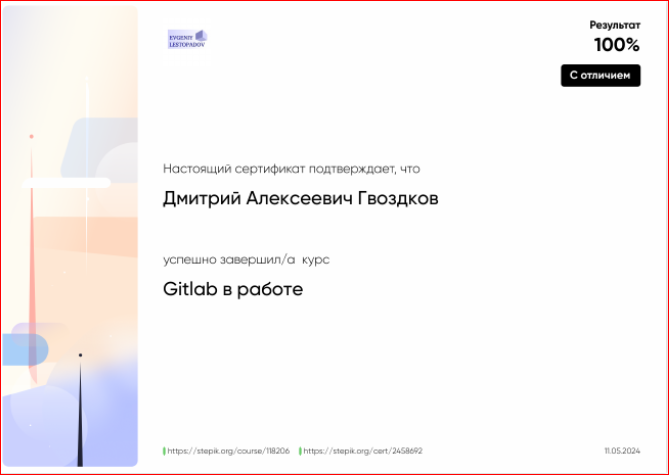 EVGENIY
LESTOPADOV
Результат
100%
С отличием
Настоящий сертификат подтверждает, что
Дмитрий Алексеевич Гвоздков
успешно завершил/а курс
Gitlab в работе
https://stepik.org/course/118206 https://stepik.org/cert/2458692 11.05.2024